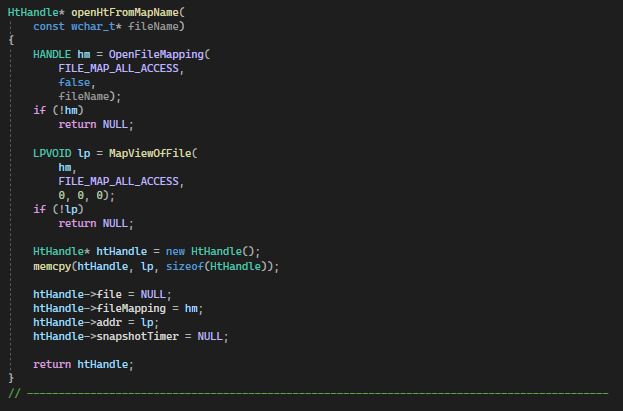 HtHandle* openHtFromMapName(
    const wchar_t* fileName)
{
    HANDLE hm = OpenFileMapping(
        FILE_MAP_ALL_ACCESS,
        false,
        fileName);
    if (!hm)
        return NULL;

    LPVOID lp = MapViewOfFile(
        hm,
        FILE_MAP_ALL_ACCESS,
        0, 0, 0);
    if (!lp)
        return NULL;

    HtHandle* htHandle = new HtHandle();
    memcpy(htHandle, lp, sizeof(HtHandle));

    htHandle->file = NULL;
    htHandle->fileMapping = hm;
    htHandle->addr = lp;
    htHandle->snapshotTimer = NULL;

    return htHandle;
}
// --------------------------------------------------------------------------------------------